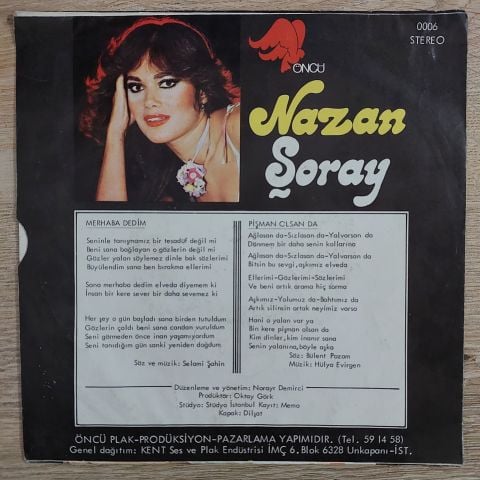 0006
STEREO
ÖNCÜ
Nazan
Şoray
MERHABA DEDİM
Seninle tanışmamız bir tesadüf değil mi
Beni sana bağlayan o gözlerin değil mi
Gözler yalan söylemez dinle bak sözlerimi
Büyülendim sana ben bırakma ellerimi
Sana merhaba dedim elveda diyemem ki
İnsan bir kere sever bir daha sevemez ki
Her şey o gün başladı sana birden tutuldum
Gözlerin çaldı beni sana candan vuruldum
Seni görmeden önce inan yaşamıyordum
Seni tanıdığım gün sanki yeniden doğdum.
Söz ve müzik: Selami Şahin
PİŞMAN OLSAN DA
Ağlasan da-Sızlasan da-Yalvarsan da
Dönmem bir daha senin kollarına
Ağlasan da-Sızlasan da-Yalvarsan da
Bitsin bu sevgi, aşkımız elveda
Ellerimi-Gözlerimi-Sözlerimi
Ve beni artık arama hiç sorma
Aşkımız-Yolumuz da-Bahtımız da
Artık silinsin ortak neyimiz varsa
Hani o yalan var ya
Bin kere pişman olsan da
Kim dinler, kim inanır sana
Senin yalanına, böyle aşka
Söz: Bülent Pozam
Müzik: Hulya Evirgen
Düzenleme ve yönetim: Norayr Demirci
Prodüktör: Oktay Görk
Stüdyo: Stüdyo İstanbul Kayıt: Memo
Kapak: Dilşat
ÖNCÜ PLAK-PRODÜKSİYON-PAZARLAMA YAPIMIDIR. (Tel. 59 14 58)
Genel dağıtım: KENT Ses ve Plak Endüstrisi İMÇ 6. Blok 6328 Unkapanı-İST.